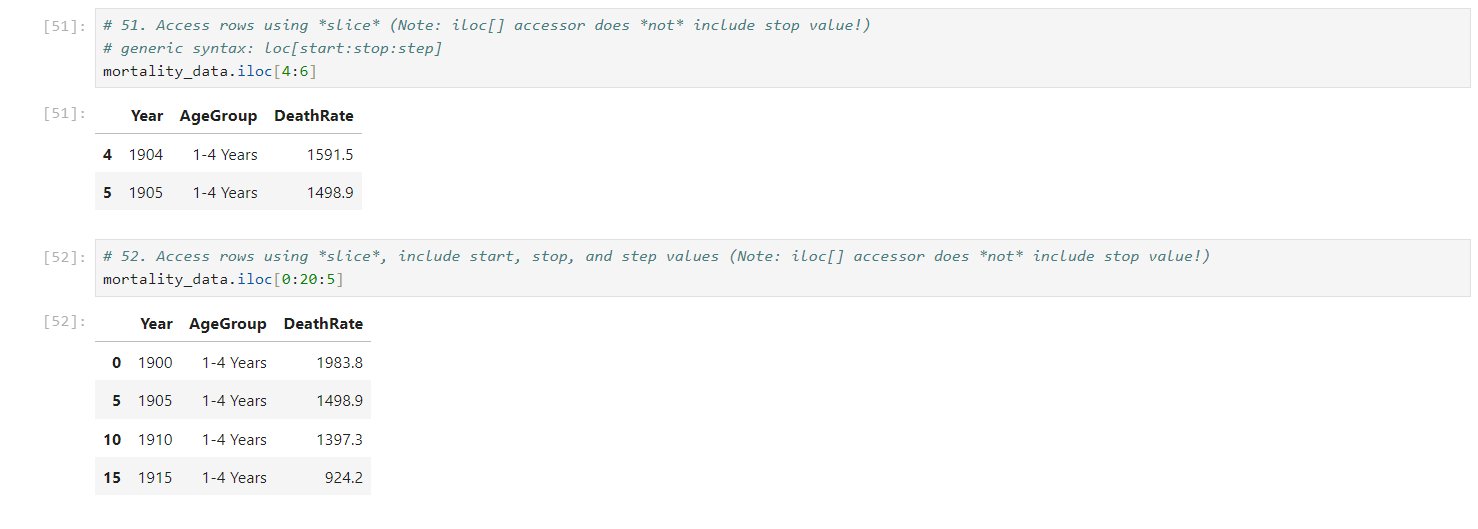 [51]: # 51. Access rows using *slice* (Note: iloc[] accessor does *not* include stop value!)
# generic syntax: loc[start:stop:step]
mortality_data.iloc[4:6]
[51]: Year AgeGroup DeathRate
4 1904 1-4 Years 1591.5
5 1905 1-4 Years 1498.9
[52]: # 52. Access rows using *slice*, include start, stop, and step values (Note: iloc[] accessor does *not* include stop value!)
mortality_data.iloc[0:20:5]
[52]: Year AgeGroup DeathRate
0 1900 1-4 Years 1983.8
5 1905 1-4 Years 1498.9
10 1910 1-4 Years 1397.3
15 1915 1-4 Years 924.2